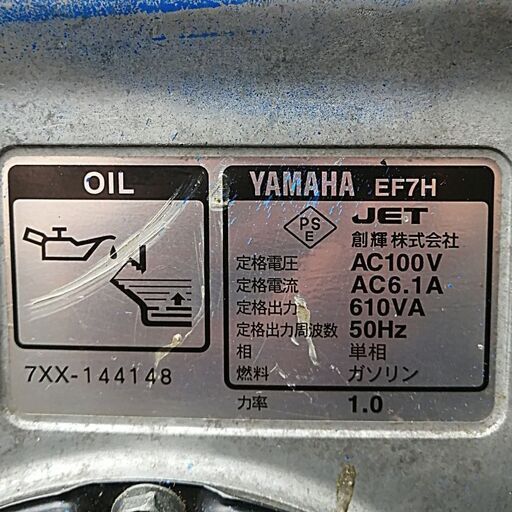 OIL
7XX-144148
YAMAHA EF7H
PS
E
JET
創輝株式会社
定格電圧 AC100V
定格電流 AC6.1A
定格出力 610VA
定格出力周波数 50Hz
相 単相
燃料 ガソリン
力率 1.0